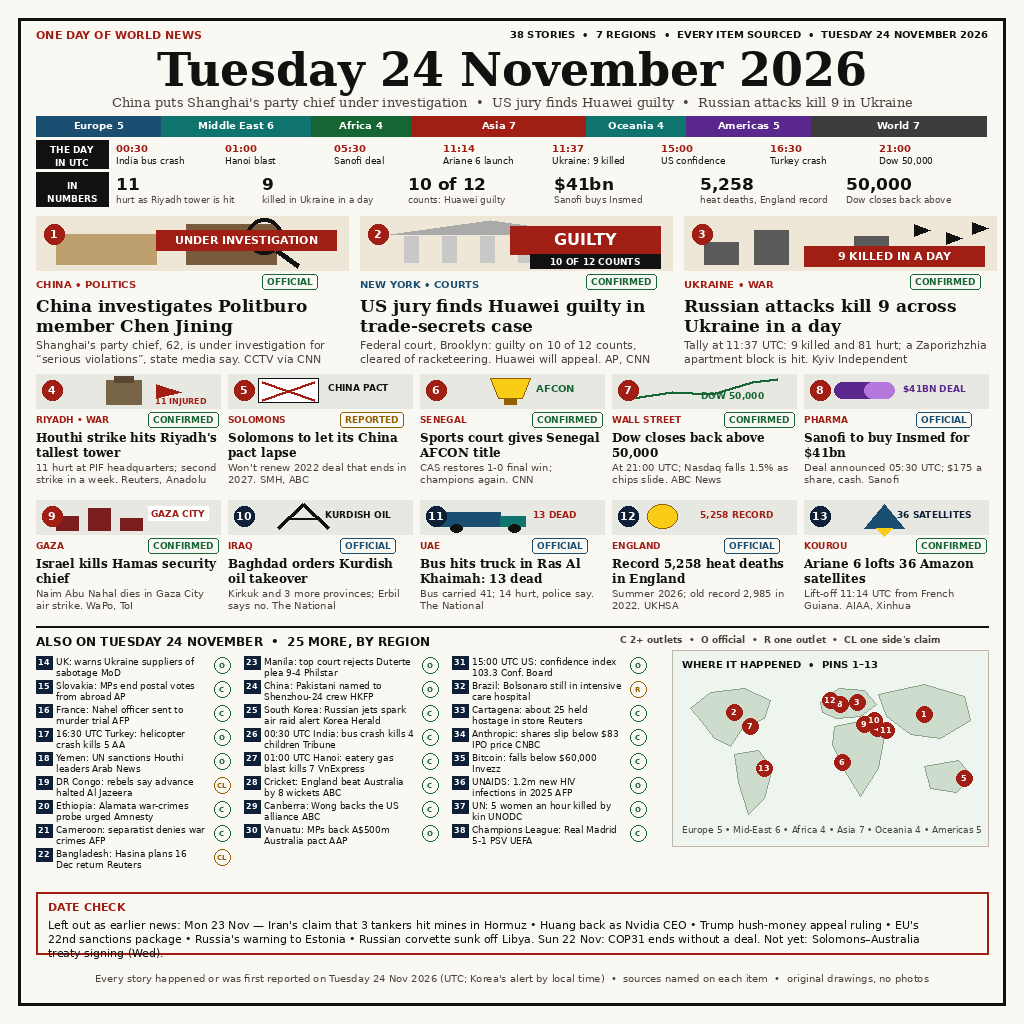 ONE DAY OF WORLD NEWS
38 STORIES • 7 REGIONS • EVERY ITEM SOURCED • TUESDAY 24 NOVEMBER 2026
Tuesday 24 November 2026
China puts Shanghai's party chief under investigation • US jury finds Huawei guilty • Russian attacks kill 9 in Ukraine
Europe 5
Middle East 6
Africa 4
Asia 7
Oceania 4
Americas 5
World 7
THE DAY
IN UTC
00:30
India bus crash
01:00
Hanoi blast
05:30
Sanofi deal
11:14
Ariane 6 launch
11:37
Ukraine: 9 killed
15:00
US confidence
16:30
Turkey crash
21:00
Dow 50,000
IN
NUMBERS
11
hurt as Riyadh tower is hit
9
killed in Ukraine in a day
10 of 12
counts: Huawei guilty
$41bn
Sanofi buys Insmed
5,258
heat deaths, England record
50,000
Dow closes back above
1
UNDER INVESTIGATION
CHINA • POLITICS
OFFICIAL
China investigates Politburo
member Chen Jining
Shanghai's party chief, 62, is under investigation for
“serious violations”, state media say. CCTV via CNN
2
GUILTY
10 OF 12 COUNTS
NEW YORK • COURTS
CONFIRMED
US jury finds Huawei guilty in
trade-secrets case
Federal court, Brooklyn: guilty on 10 of 12 counts,
cleared of racketeering. Huawei will appeal. AP, CNN
3
9 KILLED IN A DAY
UKRAINE • WAR
CONFIRMED
Russian attacks kill 9 across
Ukraine in a day
Tally at 11:37 UTC: 9 killed and 81 hurt; a Zaporizhzhia
apartment block is hit. Kyiv Independent
4
11 INJURED
RIYADH • WAR
CONFIRMED
Houthi strike hits Riyadh's
tallest tower
11 hurt at PIF headquarters; second
strike in a week. Reuters, Anadolu
5
CHINA PACT
SOLOMONS
REPORTED
Solomons to let its China
pact lapse
Won't renew 2022 deal that ends in
2027. SMH, ABC
6
AFCON
SENEGAL
CONFIRMED
Sports court gives Senegal
AFCON title
CAS restores 1-0 final win;
champions again. CNN
7
DOW 50,000
WALL STREET
CONFIRMED
Dow closes back above
50,000
At 21:00 UTC; Nasdaq falls 1.5% as
chips slide. ABC News
8
$41BN DEAL
PHARMA
OFFICIAL
Sanofi to buy Insmed for
$41bn
Deal announced 05:30 UTC; $175 a
share, cash. Sanofi
9
GAZA CITY
GAZA
CONFIRMED
Israel kills Hamas security
chief
Naim Abu Nahal dies in Gaza City
air strike. WaPo, ToI
10
KURDISH OIL
IRAQ
OFFICIAL
Baghdad orders Kurdish
oil takeover
Kirkuk and 3 more provinces; Erbil
says no. The National
11
13 DEAD
UAE
OFFICIAL
Bus hits truck in Ras Al
Khaimah: 13 dead
Bus carried 41; 14 hurt, police say.
The National
12
5,258 RECORD
ENGLAND
OFFICIAL
Record 5,258 heat deaths
in England
Summer 2026; old record 2,985 in
2022. UKHSA
13
36 SATELLITES
KOUROU
CONFIRMED
Ariane 6 lofts 36 Amazon
satellites
Lift-off 11:14 UTC from French
Guiana. AIAA, Xinhua
ALSO ON TUESDAY 24 NOVEMBER • 25 MORE, BY REGION
C 2+ outlets • O official • R one outlet • CL one side's claim
14 UK: warns Ukraine suppliers of
sabotage MoD
O
15 Slovakia: MPs end postal votes
from abroad AP
C
16 France: Nahel officer sent to
murder trial AFP
C
17 16:30 UTC Turkey: helicopter
crash kills 5 AA
C
18 Yemen: UN sanctions Houthi
leaders Arab News
O
19 DR Congo: rebels say advance
halted Al Jazeera
CL
20 Ethiopia: Alamata war-crimes
probe urged Amnesty
C
21 Cameroon: separatist denies war
crimes AFP
C
22 Bangladesh: Hasina plans 16
Dec return Reuters
CL
23 Manila: top court rejects Duterte
plea 9-4 Philstar
O
24 China: Pakistani named to
Shenzhou-24 crew HKFP
O
25 South Korea: Russian jets spark
air raid alert Korea Herald
C
26 00:30 UTC India: bus crash kills 4
children Tribune
C
27 01:00 UTC Hanoi: eatery gas
blast kills 7 VnExpress
C
28 Cricket: England beat Australia
by 8 wickets ABC
C
29 Canberra: Wong backs the US
alliance ABC
C
30 Vanuatu: MPs back A$500m
Australia pact AAP
O
31 15:00 UTC US: confidence index
103.3 Conf. Board
O
32 Brazil: Bolsonaro still in intensive
care hospital
R
33 Cartagena: about 25 held
hostage in store Reuters
C
34 Anthropic: shares slip below $83
IPO price CNBC
C
35 Bitcoin: falls below $60,000
Invezz
C
36 UNAIDS: 1.2m new HIV
infections in 2025 AFP
O
37 UN: 5 women an hour killed by
kin UNODC
O
38 Champions League: Real Madrid
5-1 PSV UEFA
C
WHERE IT HAPPENED • PINS 1–13
2
7
13
12
8
3
9
10
11
6
1
5
Europe 5 • Mid-East 6 • Africa 4 • Asia 7 • Oceania 4 • Americas 5
DATE CHECK
Left out as earlier news: Mon 23 Nov — Iran's claim that 3 tankers hit mines in Hormuz • Huang back as Nvidia CEO • Trump hush-money appeal ruling • EU's
22nd sanctions package • Russia's warning to Estonia • Russian corvette sunk off Libya. Sun 22 Nov: COP31 ends without a deal. Not yet: Solomons–Australia
treaty signing (Wed).
Every story happened or was first reported on Tuesday 24 Nov 2026 (UTC; Korea's alert by local time) • sources named on each item • original drawings, no photos